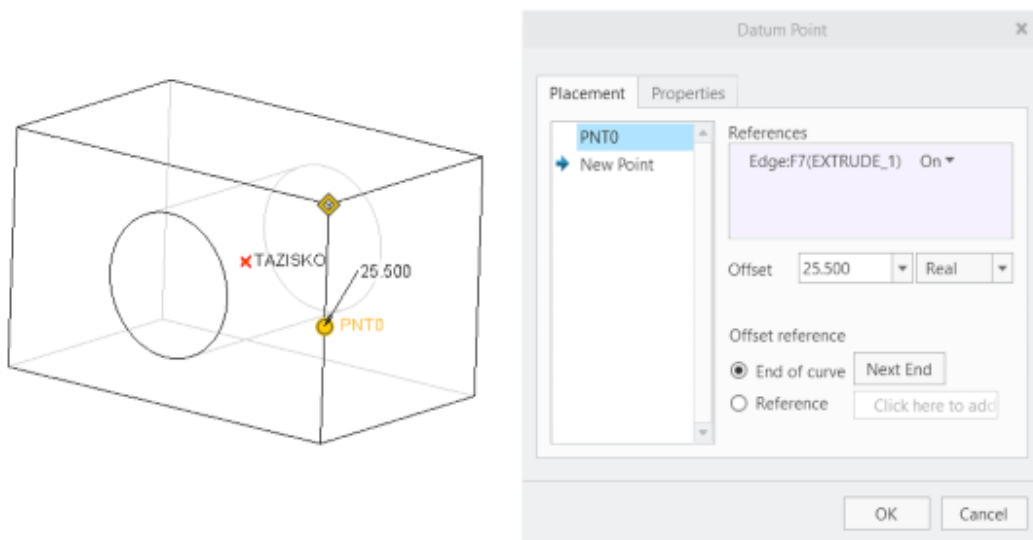 TAZISKO
25.500
PNT0
Datum Point
x
Placement
Properties
PNT0
New Point
References
Edge:F7(EXTRUDE_1) On
Offset 25.500 Real
Offset reference
End of curve Next End
Reference Click here to add
OK Cancel